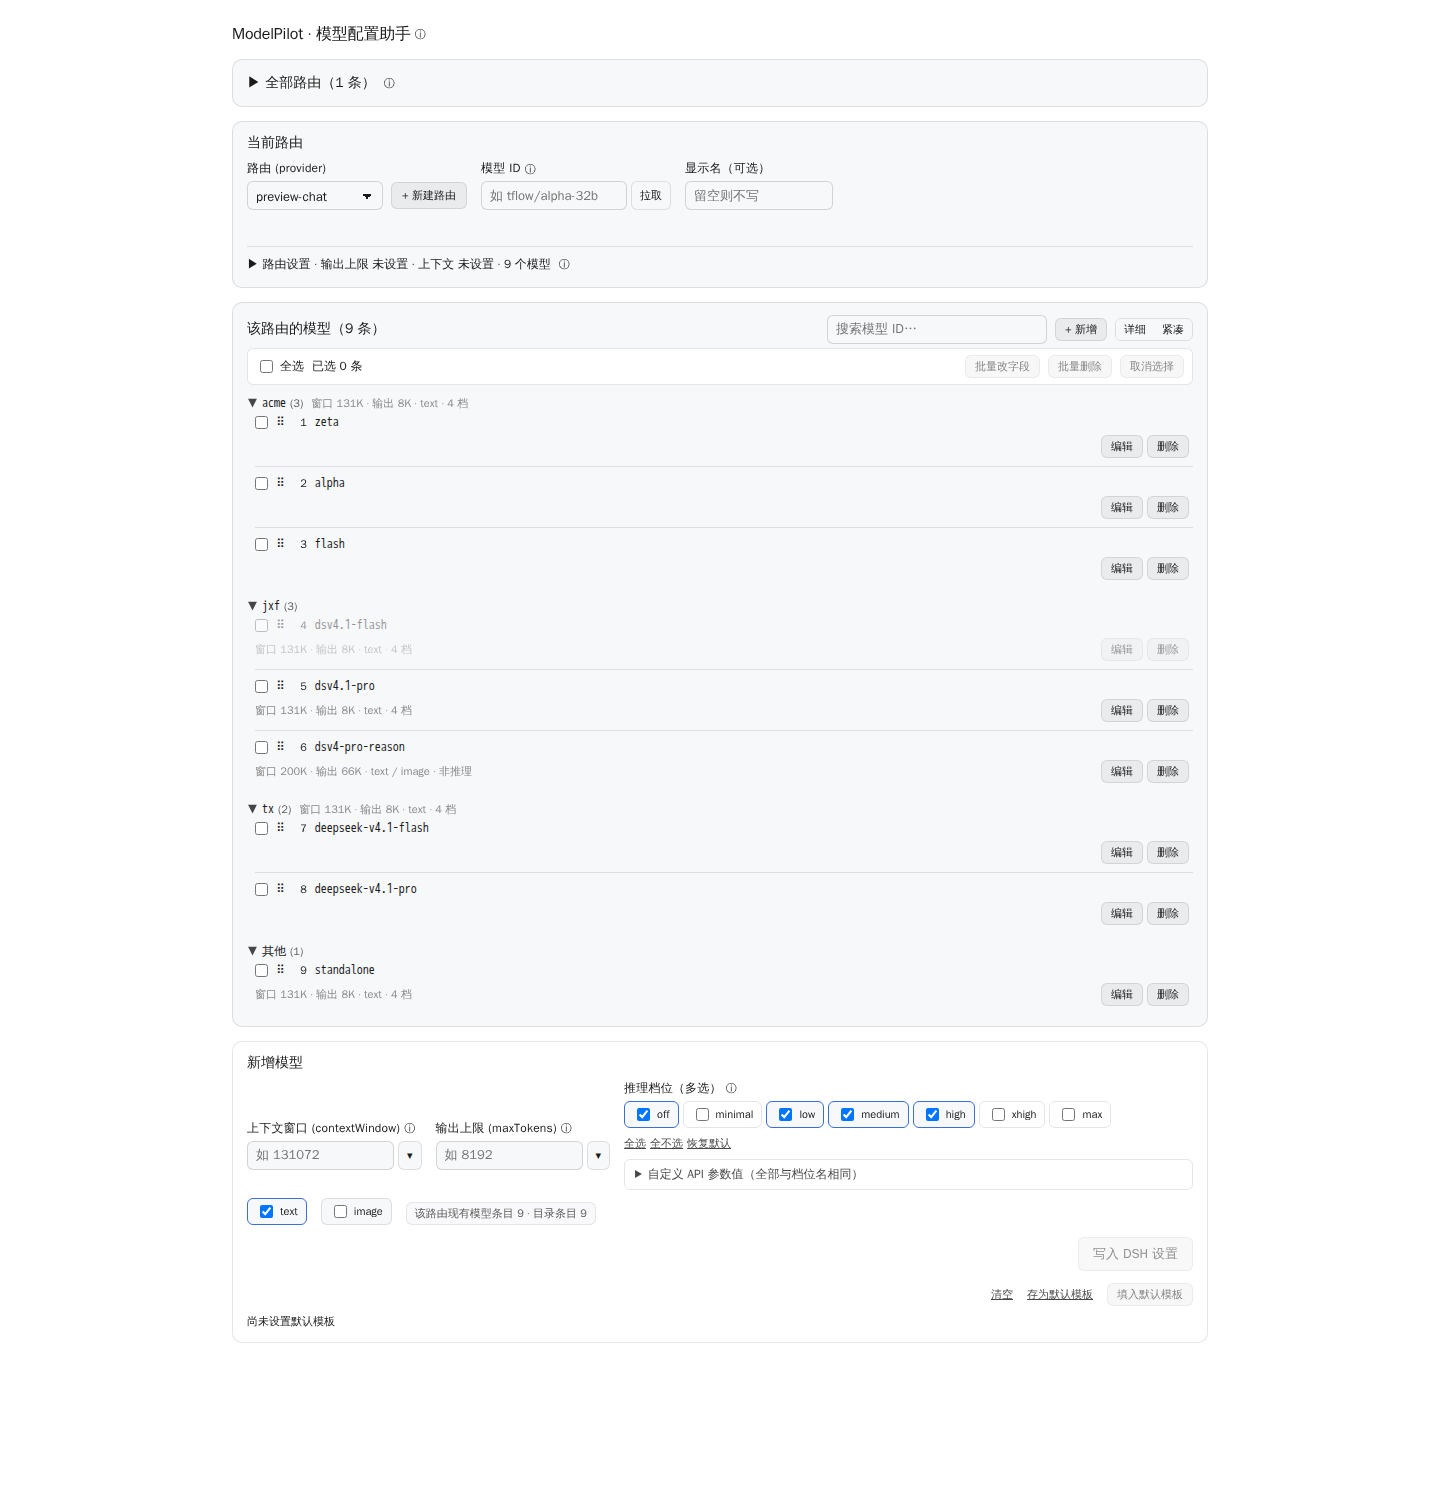 ModelPilot · 模型配置助手 ⓘ
▶ 全部路由（1 条） ⓘ
当前路由
路由 (provider) 模型 ID ⓘ 显示名（可选）
preview-chat + 新建路由 如 tflow/alpha-32b 拉取 留空则不写
▶ 路由设置 · 输出上限 未设置 · 上下文 未设置 · 9 个模型 ⓘ
该路由的模型（9 条） 搜索模型 ID… + 新增 详细 紧凑
全选 已选 0 条 批量改字段 批量删除 取消选择
▼ acme (3) 窗口 131K · 输出 8K · text · 4 档
⠿ 1 zeta
编辑 删除
⠿ 2 alpha
编辑 删除
⠿ 3 flash
编辑 删除
▼ jxf (3)
⠿ 4 dsv4.1-flash
窗口 131K · 输出 8K · text · 4 档 编辑 删除
⠿ 5 dsv4.1-pro
窗口 131K · 输出 8K · text · 4 档 编辑 删除
⠿ 6 dsv4-pro-reason
窗口 200K · 输出 66K · text / image · 非推理 编辑 删除
▼ tx (2) 窗口 131K · 输出 8K · text · 4 档
⠿ 7 deepseek-v4.1-flash
编辑 删除
⠿ 8 deepseek-v4.1-pro
编辑 删除
▼ 其他 (1)
⠿ 9 standalone
窗口 131K · 输出 8K · text · 4 档 编辑 删除
新增模型
推理档位（多选） ⓘ
off minimal low medium high xhigh max
上下文窗口 (contextWindow) ⓘ 输出上限 (maxTokens) ⓘ
全选 全不选 恢复默认
如 131072 ▾ 如 8192 ▾
▶ 自定义 API 参数值（全部与档位名相同）
text image 该路由现有模型条目 9 · 目录条目 9
写入 DSH 设置
清空 存为默认模板 填入默认模板
尚未设置默认模板